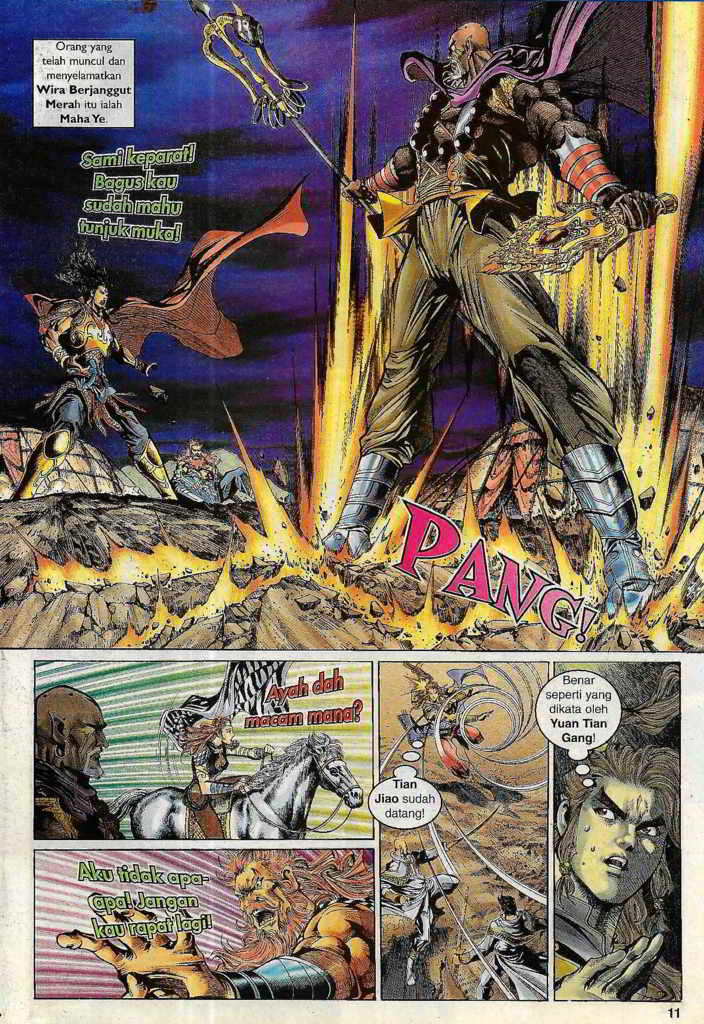 Orang yang
telah muncul dan
menyelamatkan
Wira Berjanggut
Merah itu ialah
Maha Ye.
Sami keparat!
Bagus kau
sudah mahu
tunjuk muka!
PANG!
Ayah dah
macam mana?
Aku tidak apa-
apa! Jangan
kau rapat lagi!
Tian
Jiao sudah
datang!
Benar
seperti yang
dikata oleh
Yuan Tian
Gang!
11